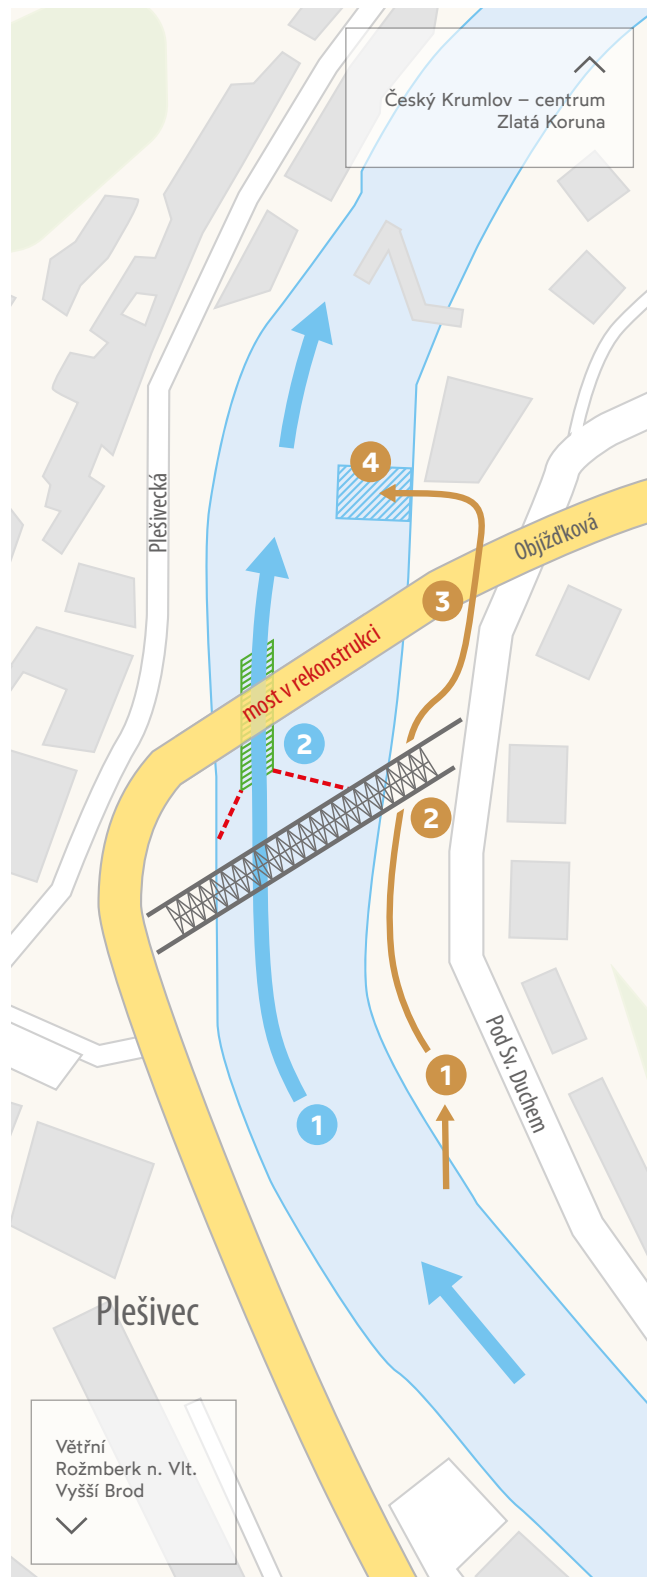 Český Krumlov – centrum
Zlatá Koruna
4
Plešivecká
Objížďková
3
most v rekonstrukci
2
2
1
Pod Sv. Duchem
1
Plešivec
Větřní
Rožmberk n. Vlt.
Vyšší Brod